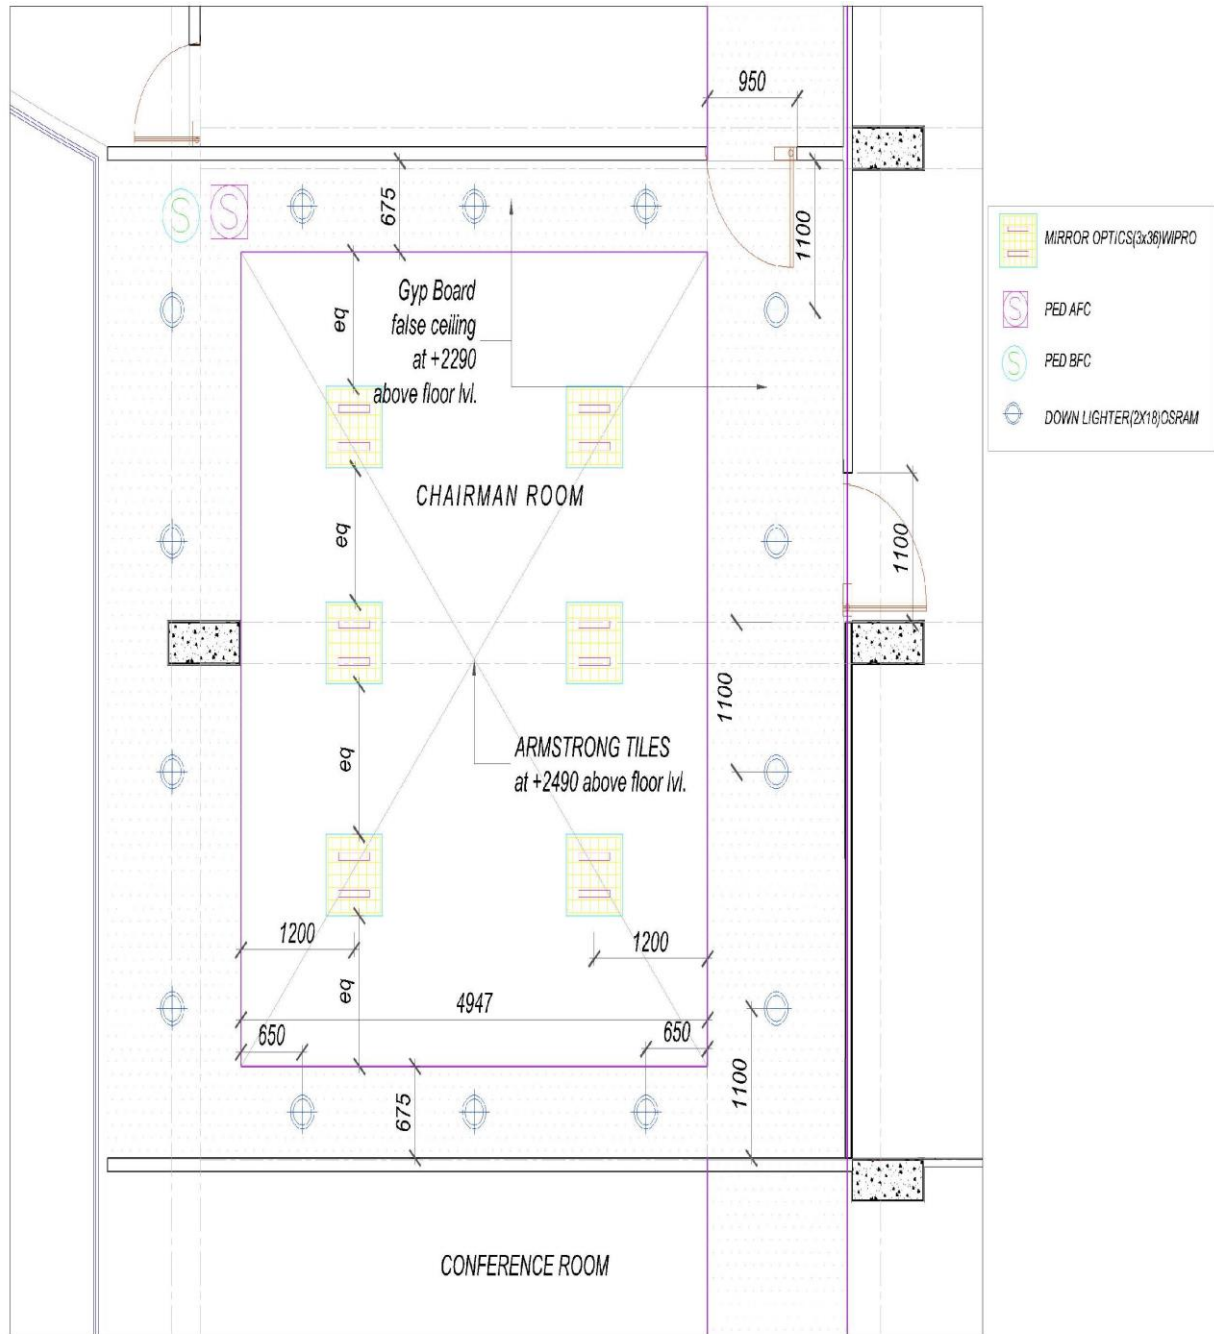 950
675
1100
MIRROR OPTICS(3x36)WIPRO
S
S
S
PED AFC
S
PED BFC
DOWN LIGHTER(2X18)OSRAM
Gyp Board
false ceiling
at +2290
above floor lvl.
eq
CHAIRMAN ROOM
eq
1100
1100
ARMSTRONG TILES
at +2490 above floor lvl.
eq
1200
1200
eq
4947
650
650
1100
675
CONFERENCE ROOM